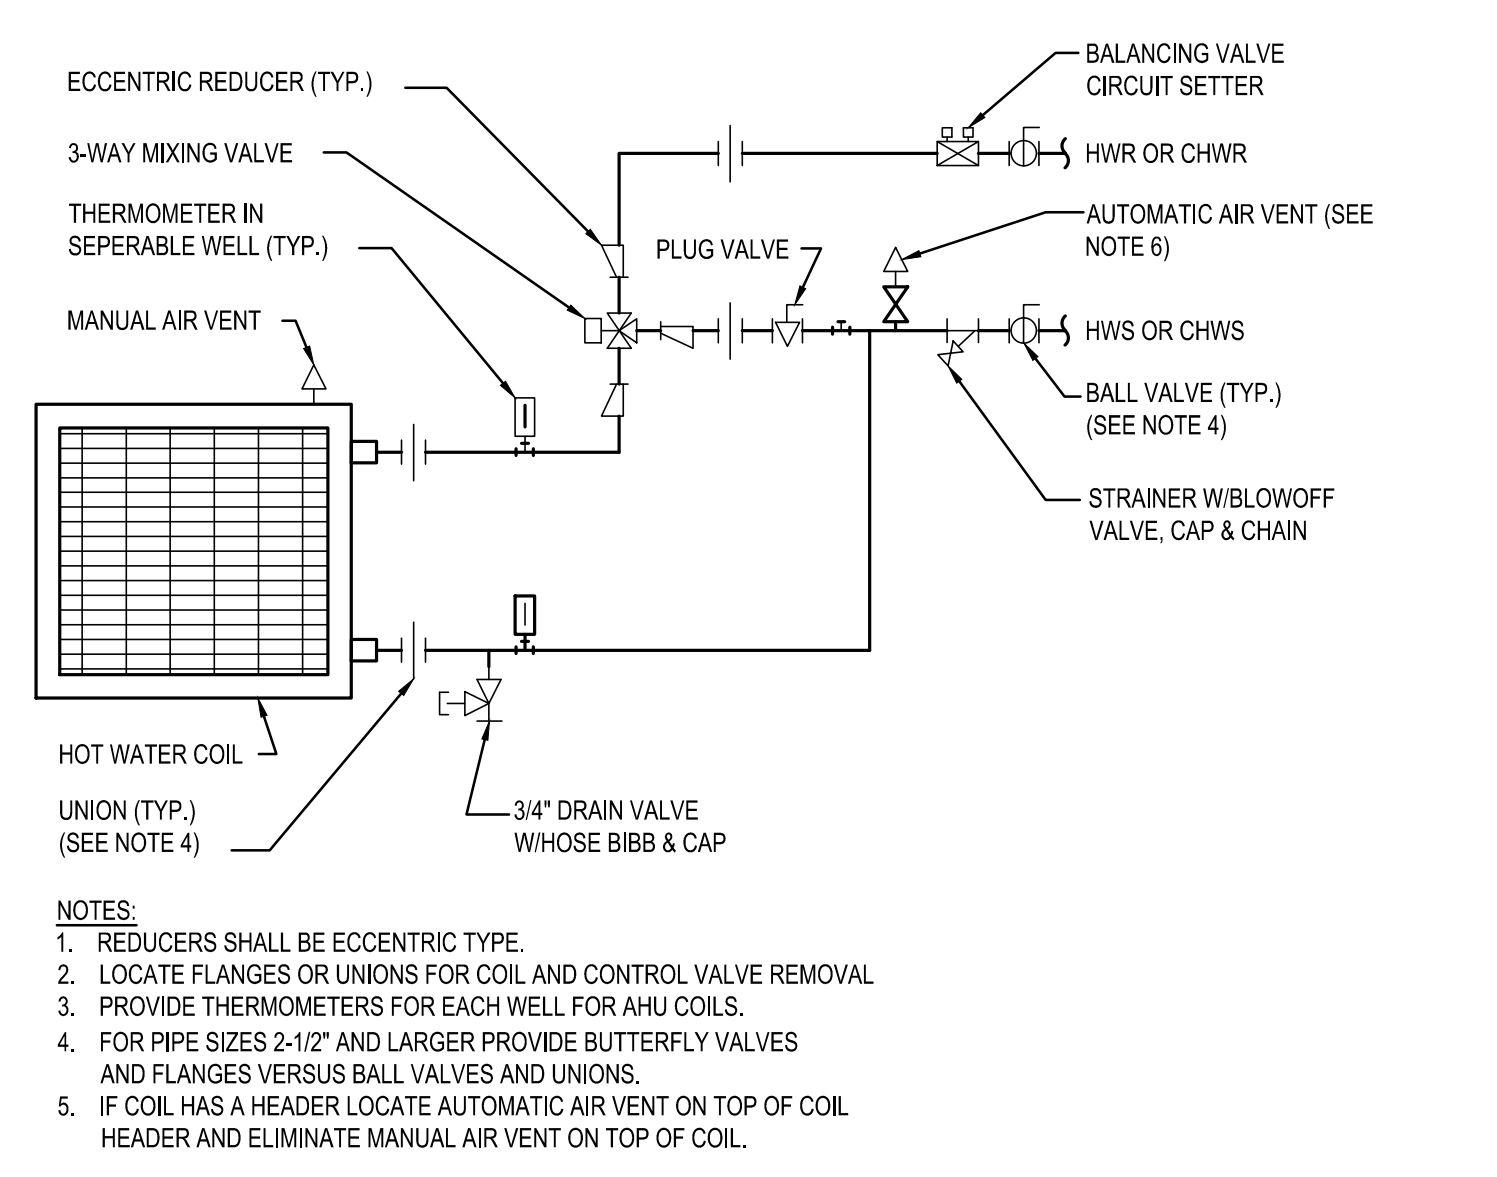 ECCENTRIC REDUCER (TYP.)
3-WAY MIXING VALVE
THERMOMETER IN
SEPERABLE WELL (TYP.)
MANUAL AIR VENT
PLUG VALVE
BALANCING VALVE
CIRCUIT SETTER
HWR OR CHWR
AUTOMATIC AIR VENT (SEE
NOTE 6)
HWS OR CHWS
BALL VALVE (TYP.)
(SEE NOTE 4)
STRAINER W/BLOWOFF
VALVE, CAP & CHAIN
HOT WATER COIL
UNION (TYP.)
(SEE NOTE 4)
3/4" DRAIN VALVE
W/HOSE BIBB & CAP
NOTES:
1. REDUCERS SHALL BE ECCENTRIC TYPE.
2. LOCATE FLANGES OR UNIONS FOR COIL AND CONTROL VALVE REMOVAL
3. PROVIDE THERMOMETERS FOR EACH WELL FOR AHU COILS.
4. FOR PIPE SIZES 2-1/2" AND LARGER PROVIDE BUTTERFLY VALVES
AND FLANGES VERSUS BALL VALVES AND UNIONS.
5. IF COIL HAS A HEADER LOCATE AUTOMATIC AIR VENT ON TOP OF COIL
HEADER AND ELIMINATE MANUAL AIR VENT ON TOP OF COIL.